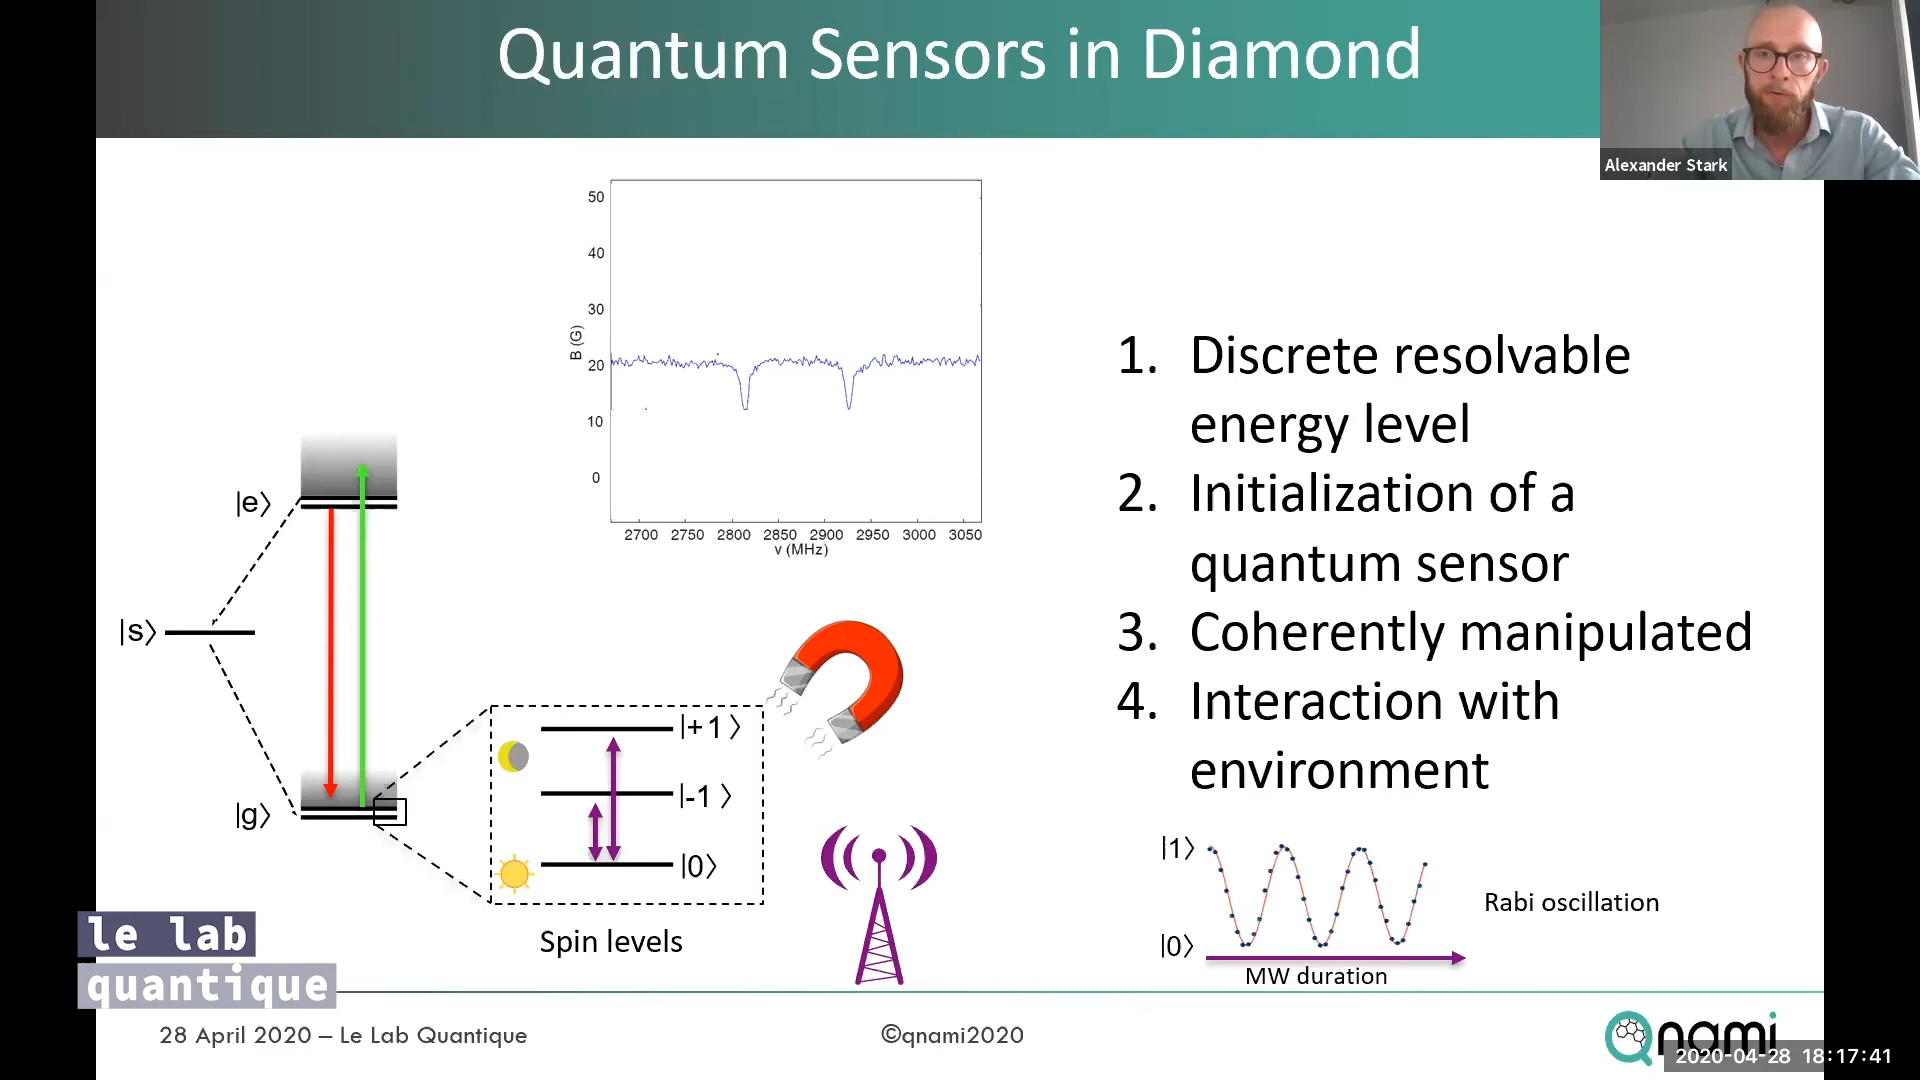 Quantum Sensors in Diamond
Alexander Stark
50
40
30
20
10
0
B (G)
2700 2750 2800 2850 2900 2950 3000 3050
ν (MHz)
1. Discrete resolvable
energy level
2. Initialization of a
quantum sensor
3. Coherently manipulated
4. Interaction with
environment
|e⟩
|s⟩
|g⟩
|+1⟩
|-1⟩
|0⟩
Spin levels
|1⟩
|0⟩
Rabi oscillation
MW duration
le lab
quantique
28 April 2020 – Le Lab Quantique
©qnami2020
Qnami
2020-04-28 18:17:41